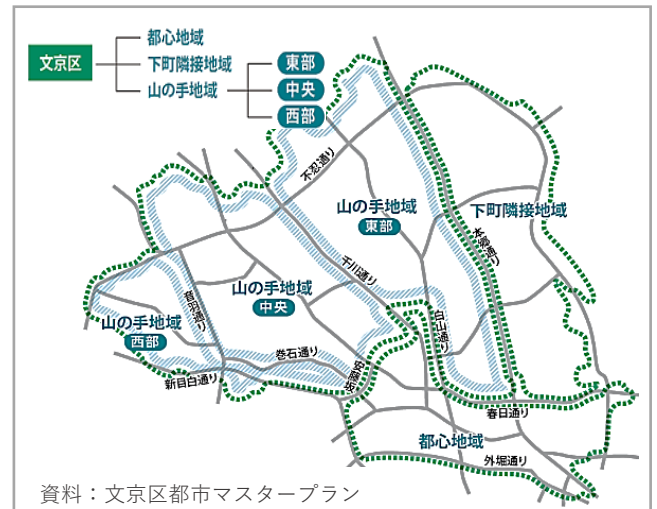 文京区
都心地域
下町隣接地域
山の手地域
東部
中央
西部
不忍通り
山の手地域
東部
下町隣接地域
本郷通り
千川通り
山の手地域
中央
音羽通り
白山通り
山の手地域
西部
巻石通り
安藤坂
新目白通り
春日通り
都心地域
外堀通り
資料：文京区都市マスタープラン